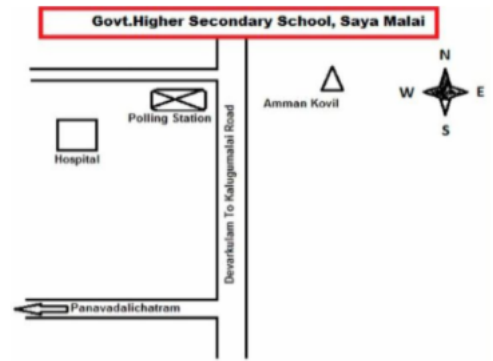 Govt.Higher Secondary School, Saya Malai
N
W E
S
Amman Kovil
Polling Station
Hospital
Devarkulam To Kalugumalai Road
Panavadalichatram